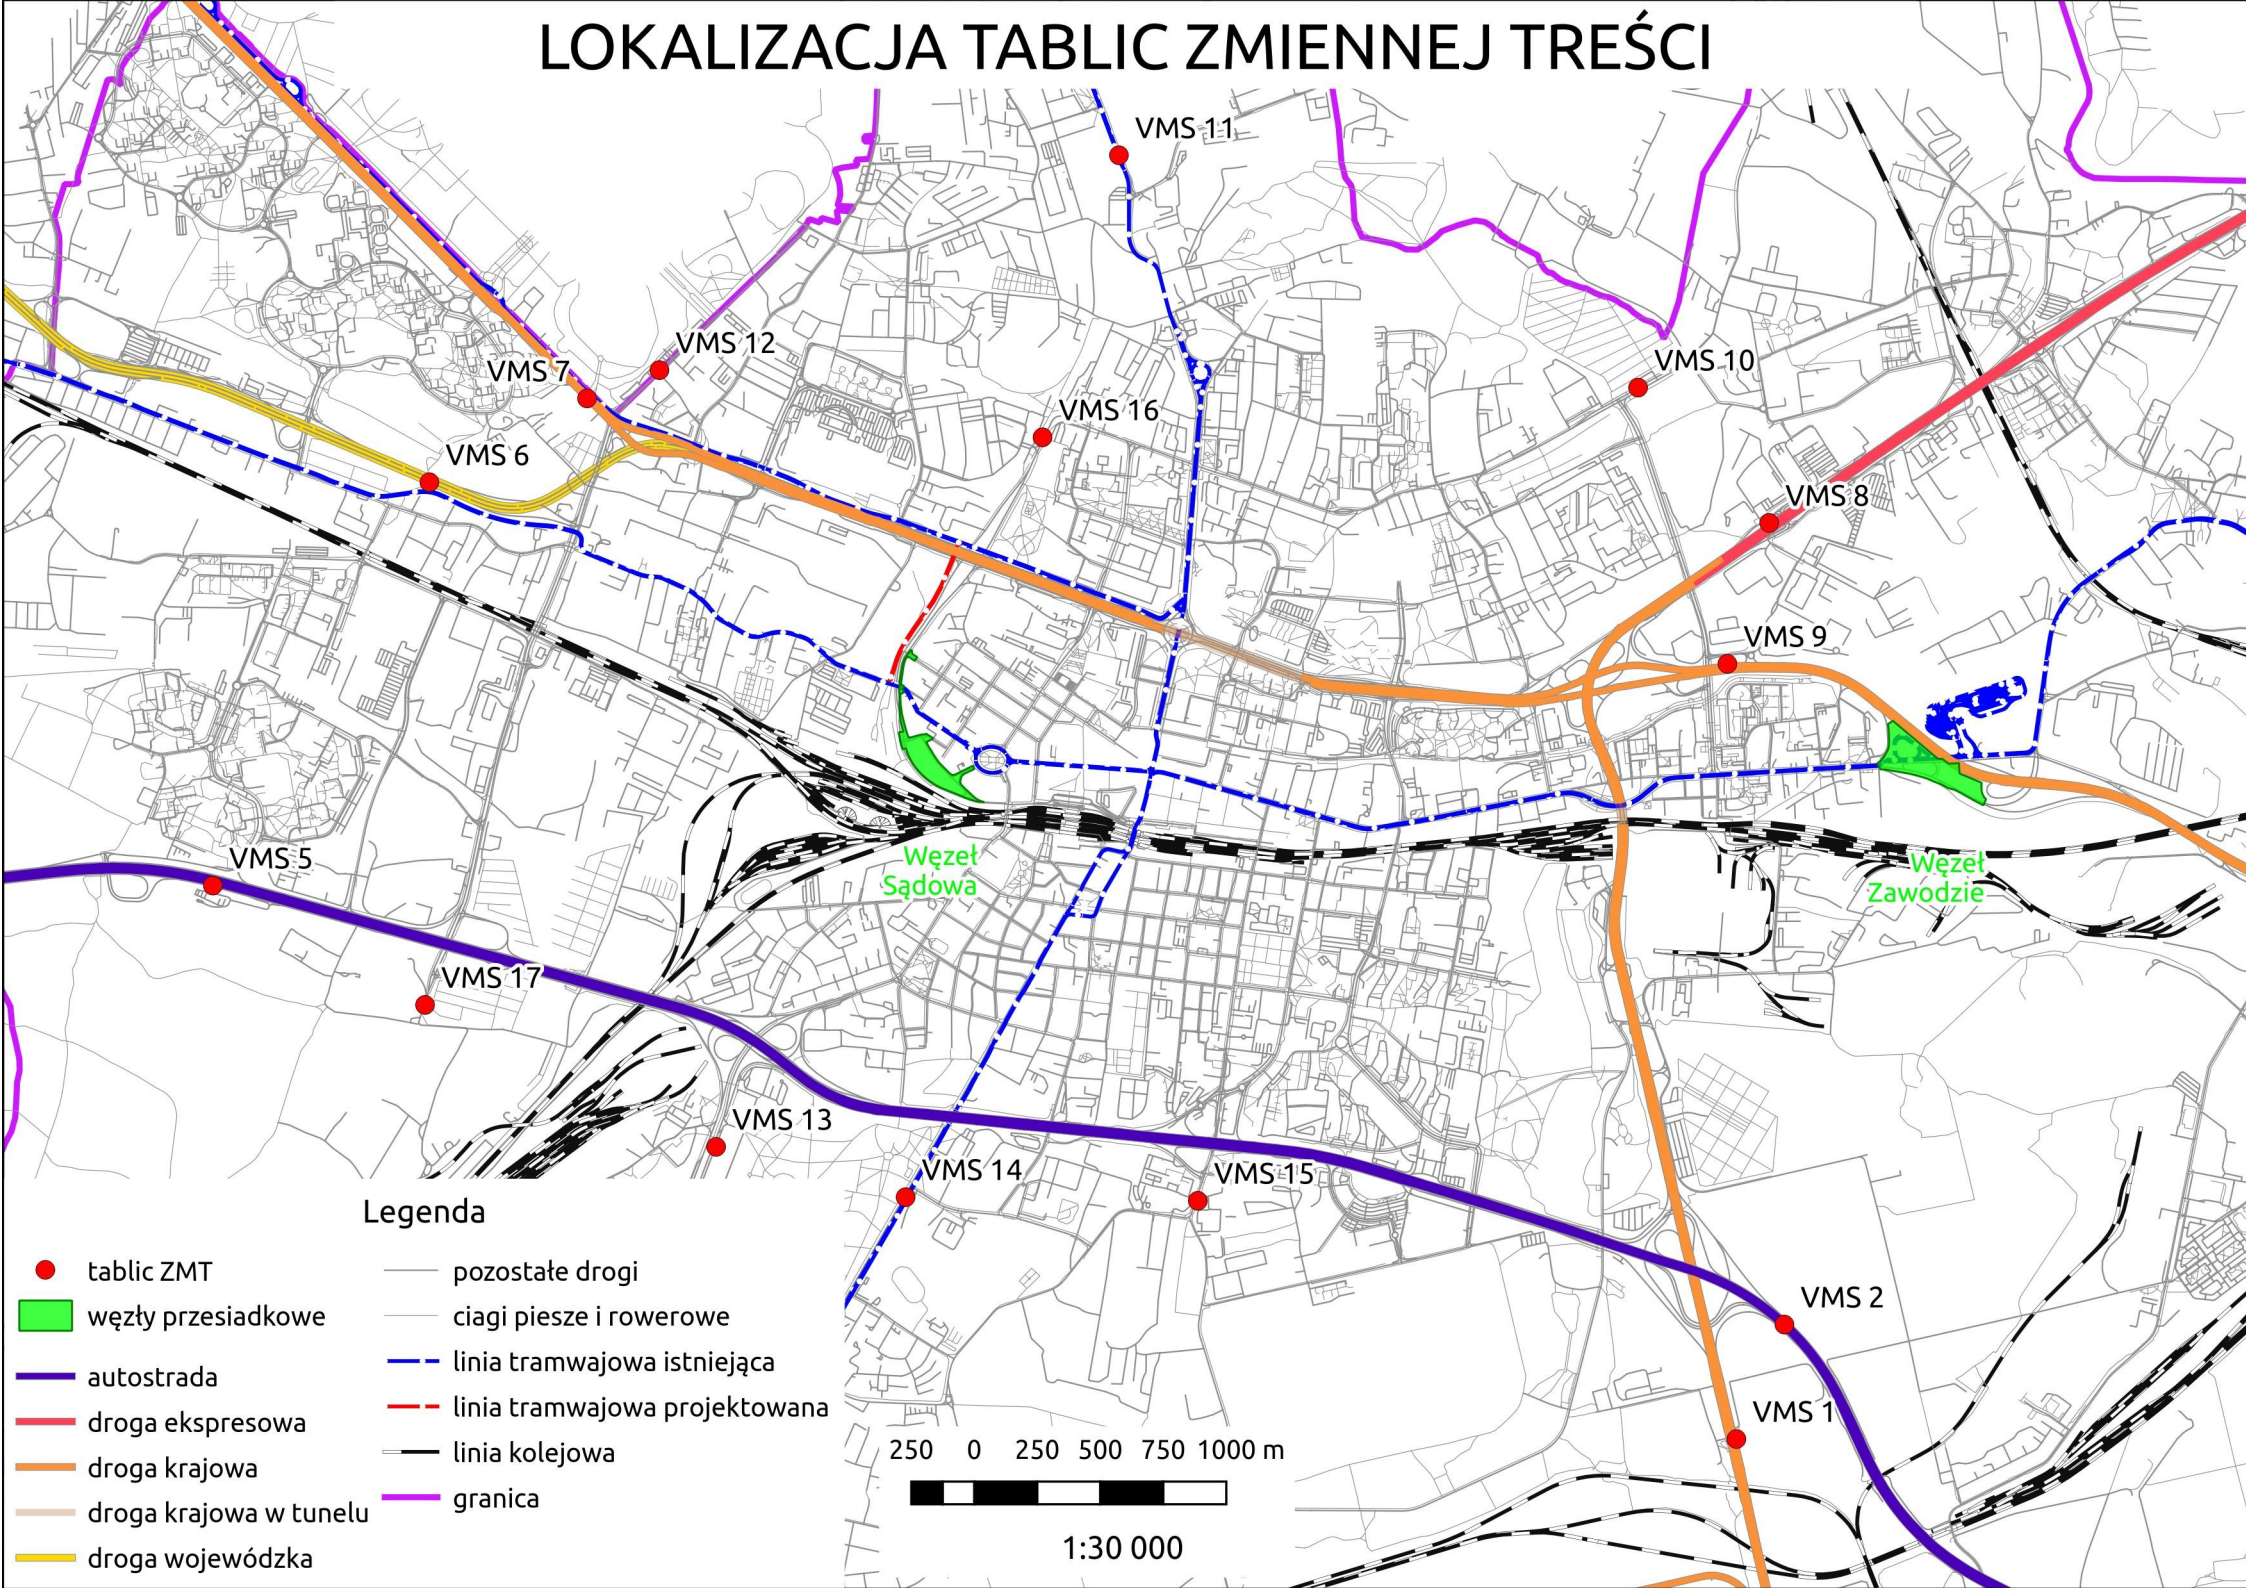 LOKALIZACJA TABLIC ZMIENNEJ TREŚCI
VMS 11
VMS 12
VMS 7
VMS 10
VMS 16
VMS 6
VMS 8
VMS 9
VMS 5
Węzeł
Sądowa
Węzeł
Zawodzie
VMS 17
VMS 13
VMS 14
VMS 15
VMS 2
VMS 1
Legenda
tablic ZMT
węzły przesiadkowe
autostrada
droga ekspresowa
droga krajowa
droga krajowa w tunelu
droga wojewódzka
pozostałe drogi
ciagi piesze i rowerowe
linia tramwajowa istniejąca
linia tramwajowa projektowana
linia kolejowa
granica
250 0 250 500 750 1000 m
1:30 000